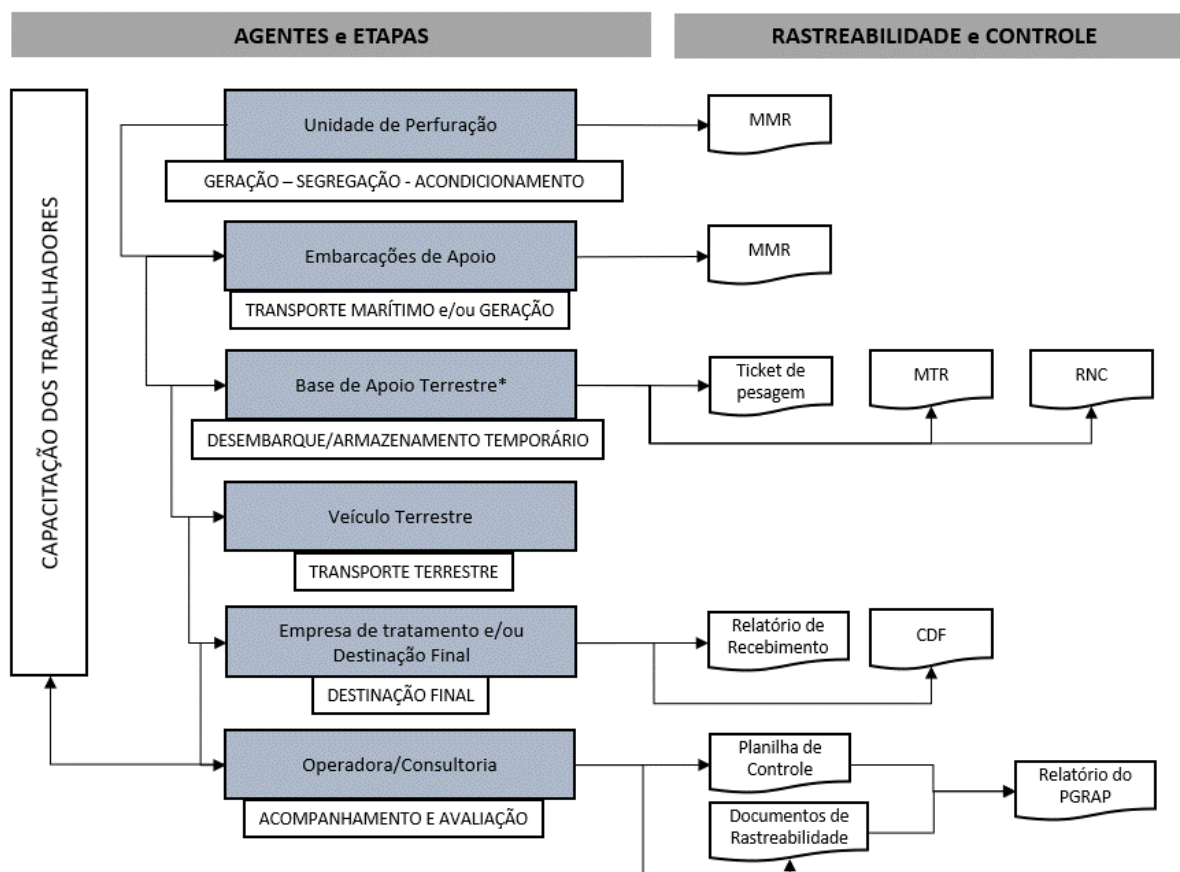 AGENTES e ETAPAS
RASTREABILIDADE e CONTROLE
CAPACITAÇÃO DOS TRABALHADORES
Unidade de Perfuração
MMR
GERAÇÃO – SEGREGAÇÃO - ACONDICIONAMENTO
Embarcações de Apoio
MMR
TRANSPORTE MARÍTIMO e/ou GERAÇÃO
Base de Apoio Terrestre*
Ticket de
pesagem
MTR
RNC
DESEMBARQUE/ARMAZENAMENTO TEMPORÁRIO
Veículo Terrestre
TRANSPORTE TERRESTRE
Empresa de tratamento e/ou
Destinação Final
Relatório de
Recebimento
CDF
DESTINAÇÃO FINAL
Operadora/Consultoria
Planilha de
Controle
Relatório do
PGRAP
ACOMPANHAMENTO E AVALIAÇÃO
Documentos de
Rastreabilidade